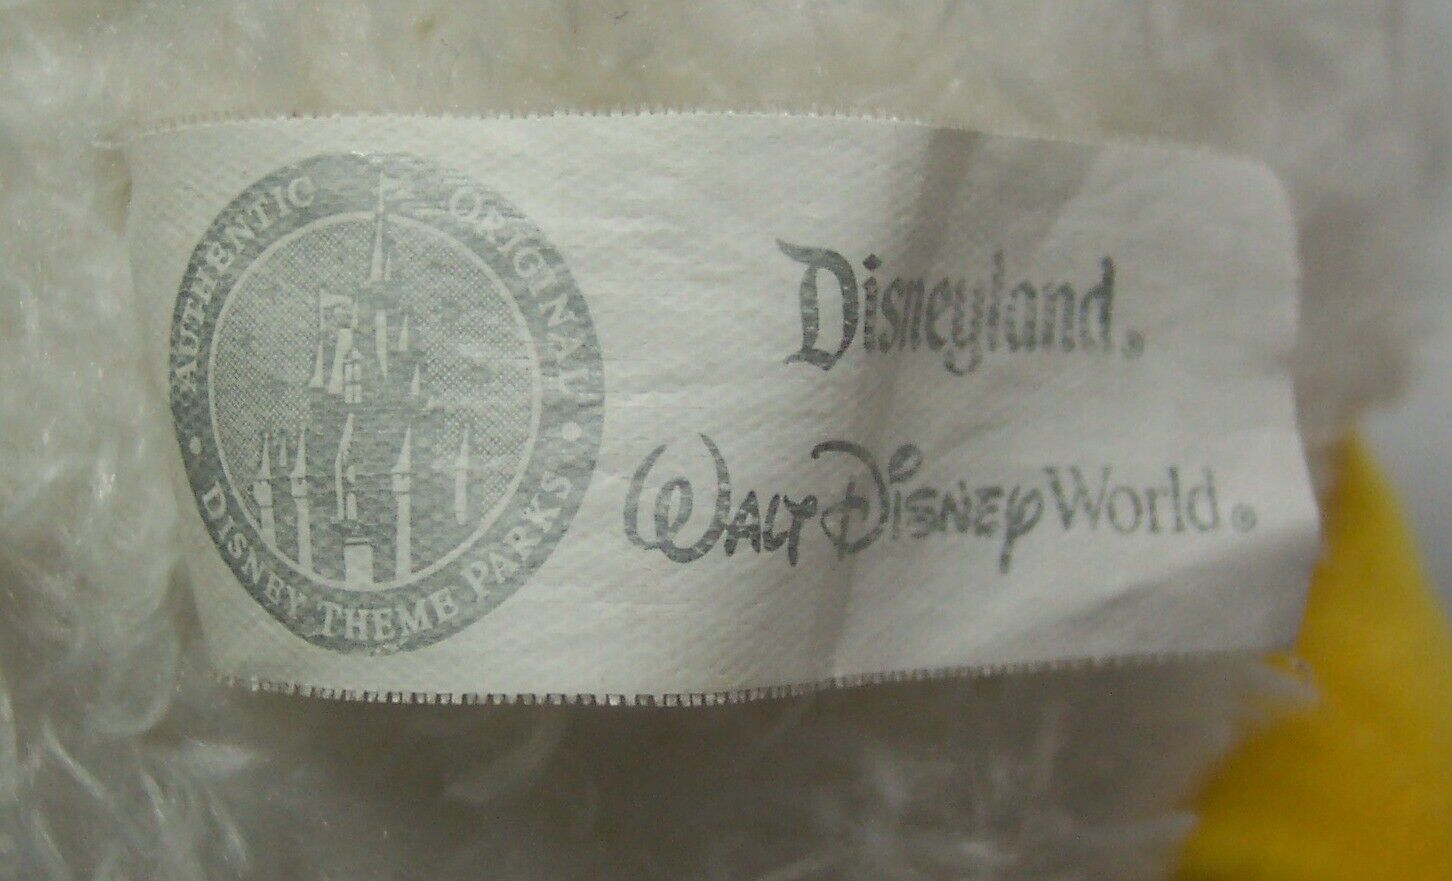 AUTHENTIC ORIGINAL
• DISNEY THEME PARKS •
Disneyland®
WALT DISNEY World®